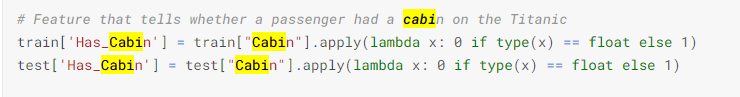 # Feature that tells whether a passenger had a cabin on the Titanic
train['Has_Cabin'] = train["Cabin"].apply(lambda x: 0 if type(x) == float else 1)
test['Has_Cabin'] = test["Cabin"].apply(lambda x: 0 if type(x) == float else 1)